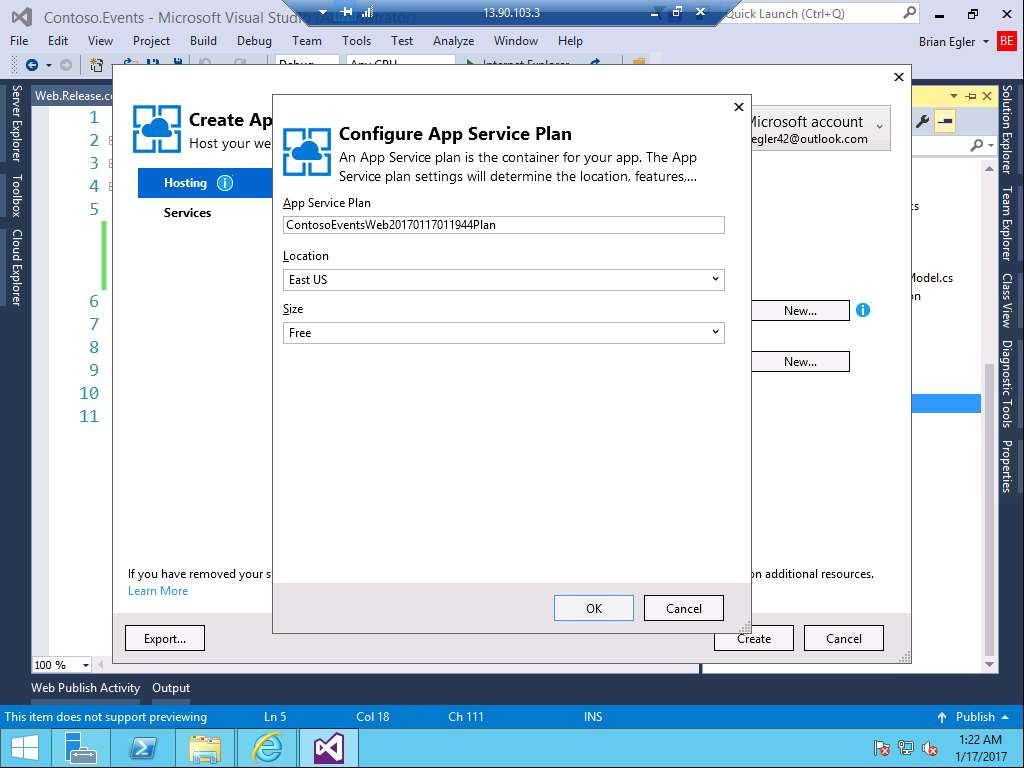 Contoso.Events - Microsoft Visual Studio (Administrator)
13.90.103.3
Quick Launch (Ctrl+Q)
File Edit View Project Build Debug Team Tools Test Analyze Window Help
Brian Egler
BE
Debug
Any CPU
Internet Explorer
Web.Release.co
Server Explorer
Toolbox
Cloud Explorer
1
2
3
4
5
6
7
8
9
10
11
Create Ap
Host your we
Microsoft account
egler42@outlook.com
Hosting
Services
Configure App Service Plan
An App Service plan is the container for your app. The App
Service plan settings will determine the location, features,...
App Service Plan
ContosoEventsWeb20170117011944Plan
Location
East US
Size
Free
New...
New...
OK
Cancel
If you have removed your s
on additional resources.
Learn More
Export...
Create
Cancel
ts
Model.cs
on
Solution Explorer
Team Explorer
Class View
Diagnostic Tools
Properties
100 %
Web Publish Activity
Output
This item does not support previewing
Ln 5
Col 18
Ch 111
INS
Publish
1:22 AM
1/17/2017